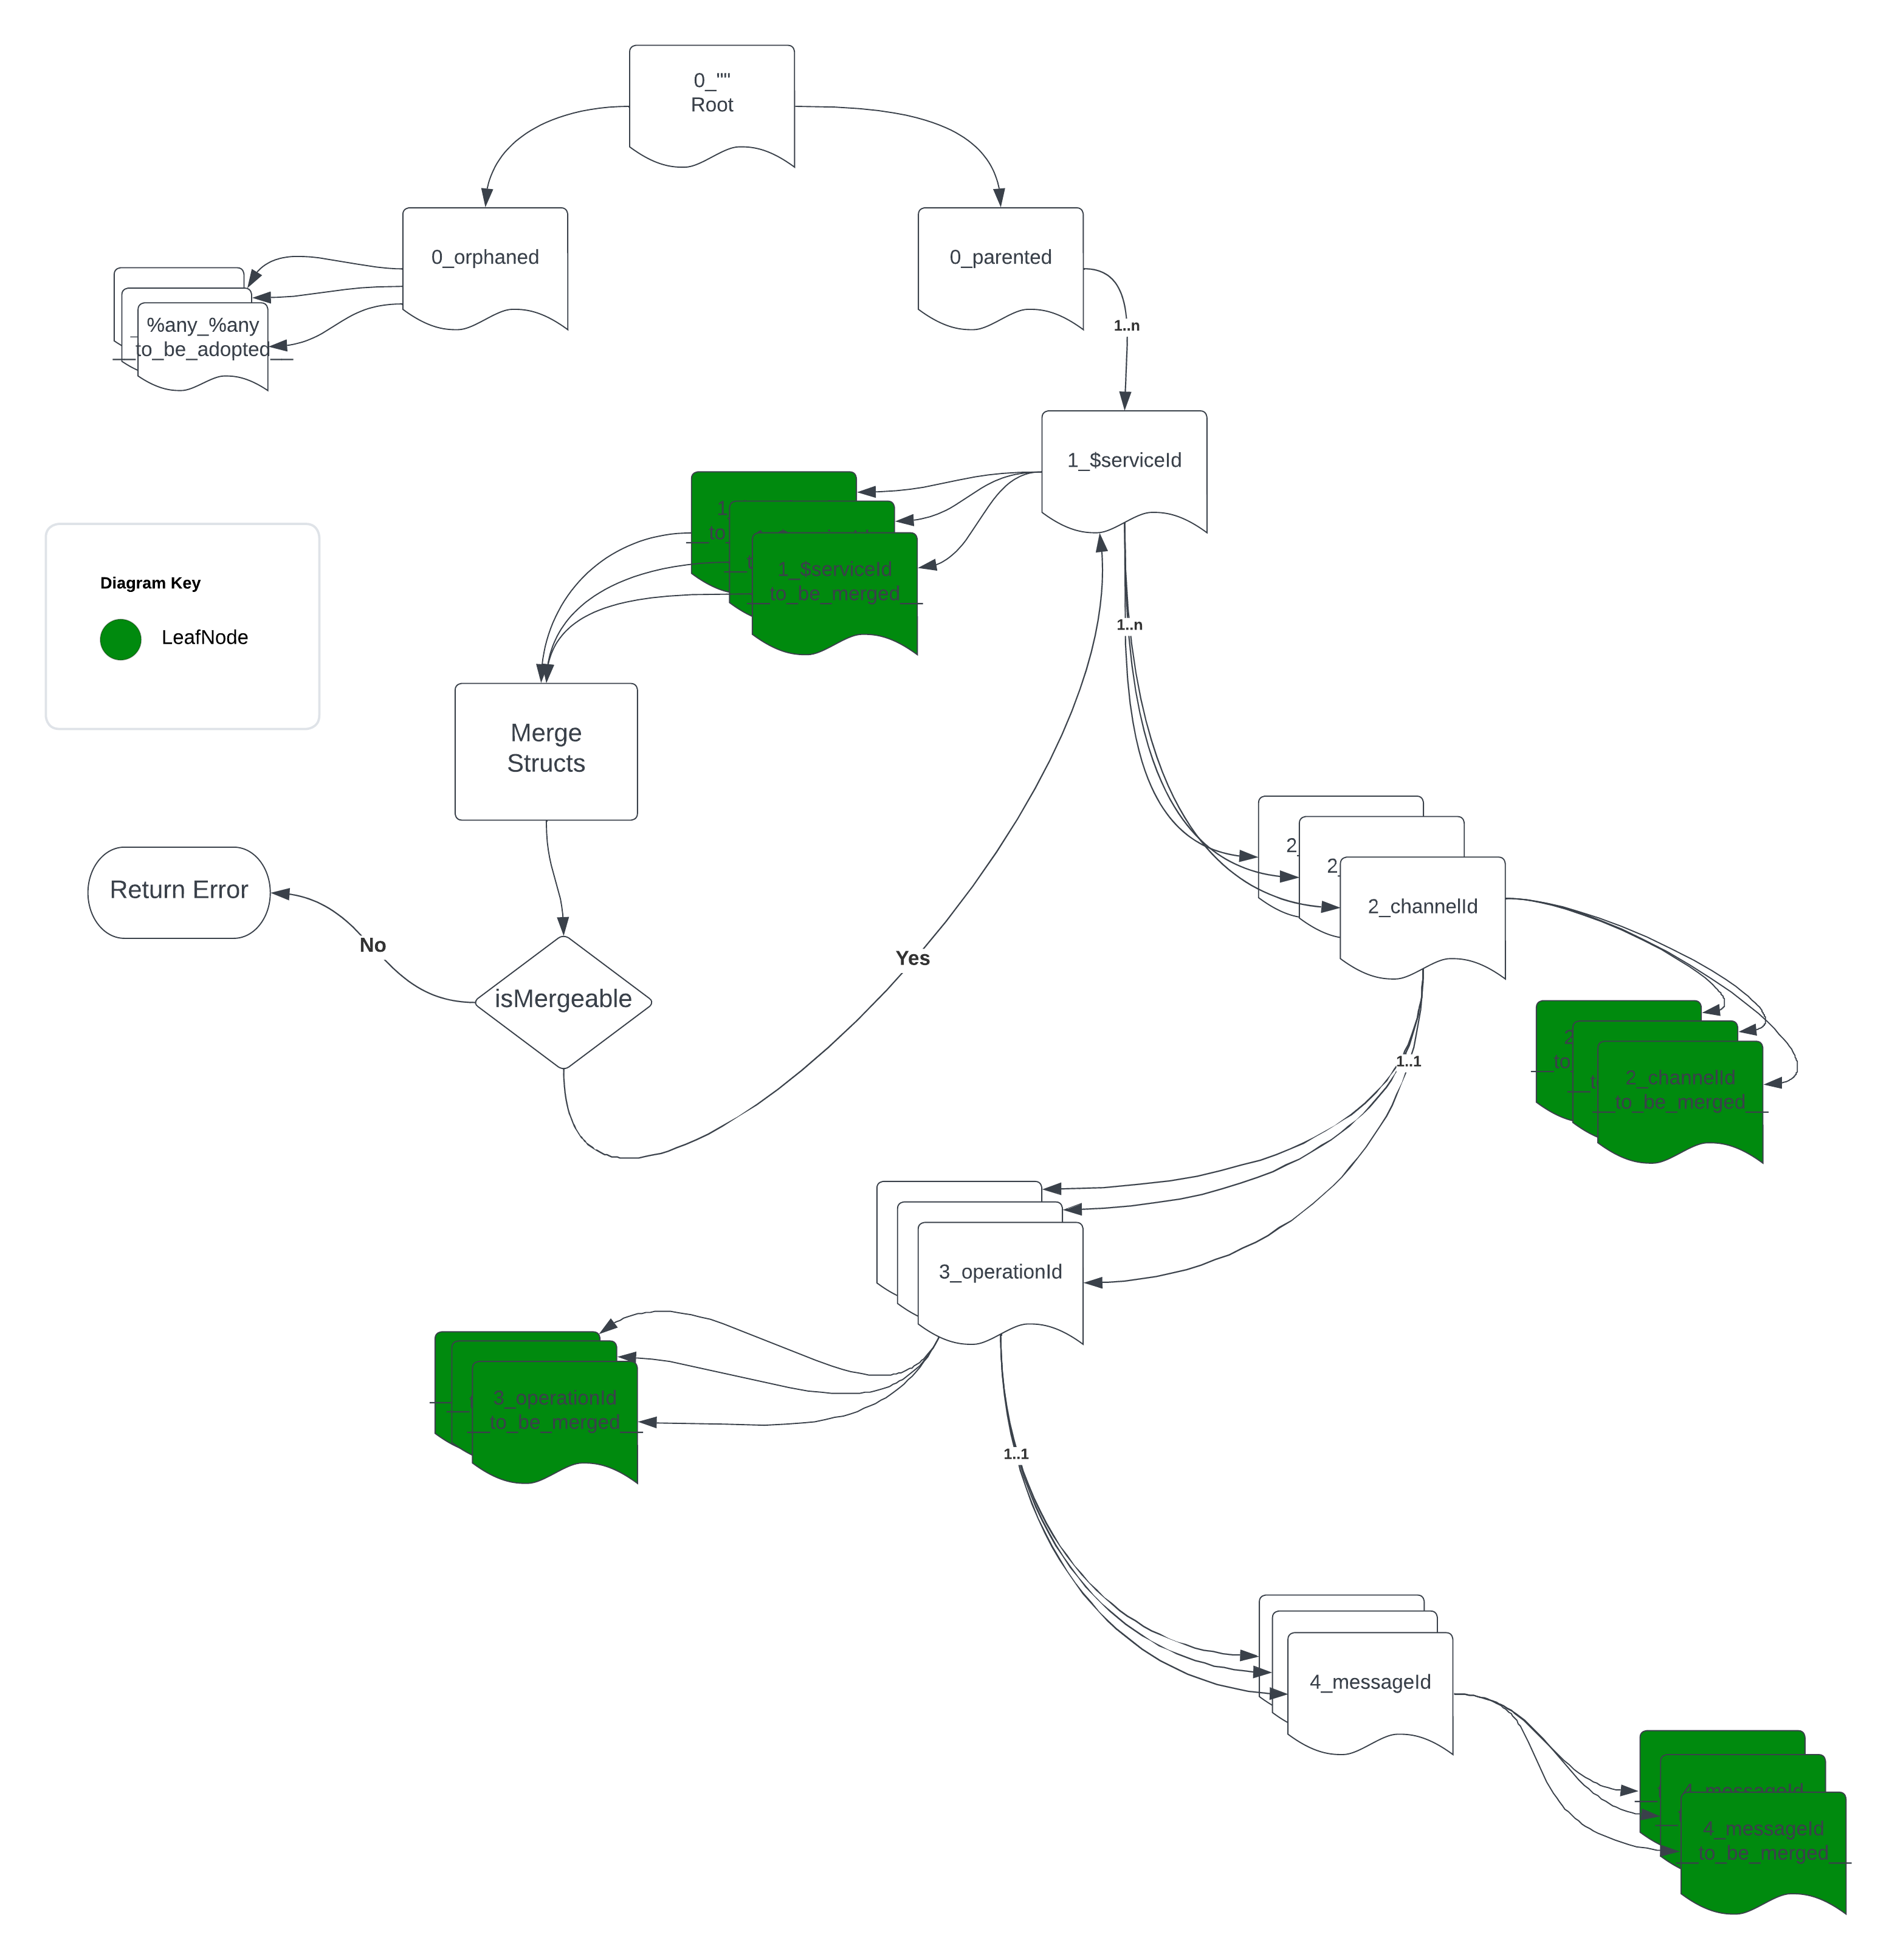 0_""
Root
0_orphaned
0_parented
%any_%any
__to_be_adopted__
1..n
1_$serviceId
1_$serviceId
__to_be_merged__
Diagram Key
LeafNode
1..n
Merge
Structs
Return Error
No
isMergeable
Yes
2_channelId
1..1
2_channelId
__to_be_merged__
3_operationId
3_operationId
__to_be_merged__
1..1
4_messageId
4_messageId
4_messageId
__to_be_merged__